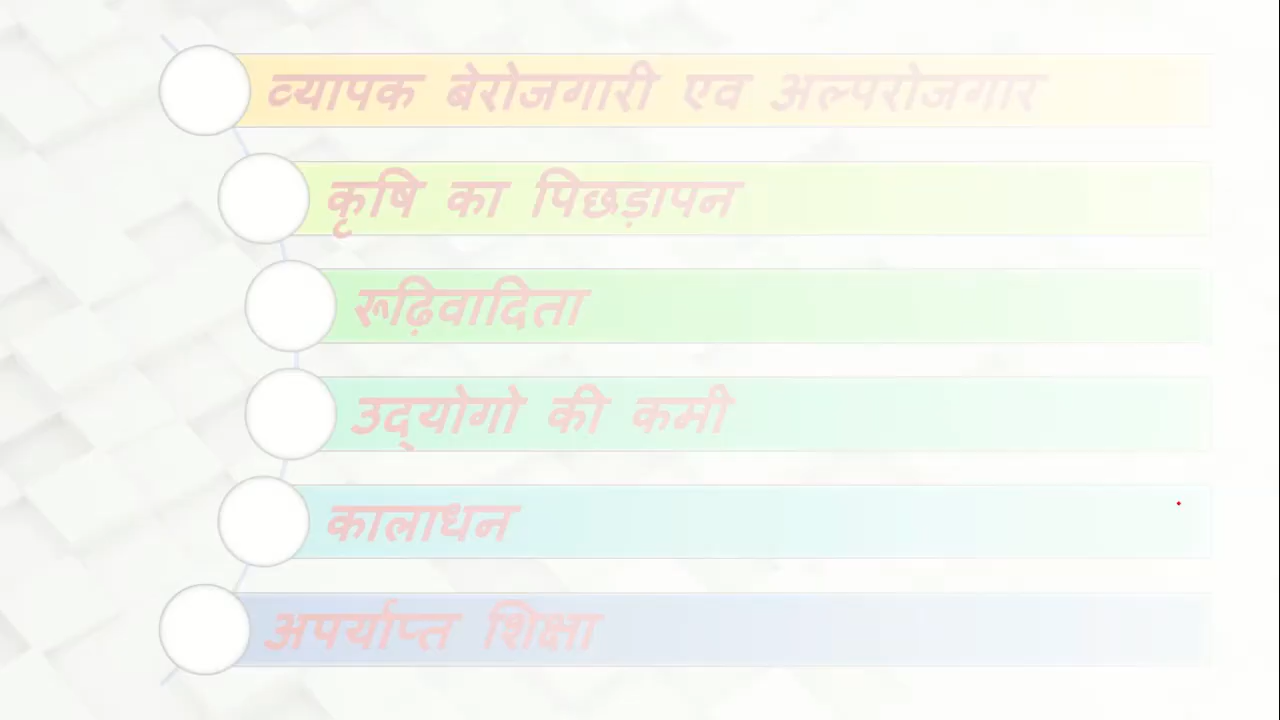 व्यापक बेरोजगारी एव अल्परोजगार
कृषि का पिछड़ापन
रूढ़िवादिता
उद्योगो की कमी
कालाधन
अपर्याप्त शिक्षा